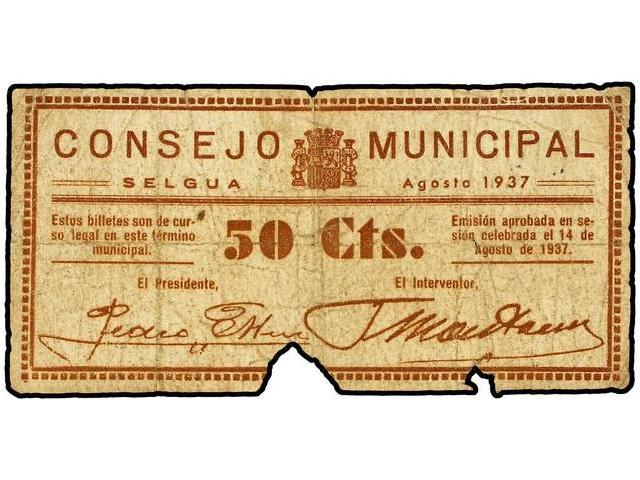 CONSEJO MUNICIPAL
SELGUA Agosto 1937
Estos billetes son de cur-
so legal en este término
municipal.
50 Cts.
Emisión aprobada en se-
sión celebrada el 14 de
Agosto de 1937.
El Presidente,
El Interventor,
Pedro